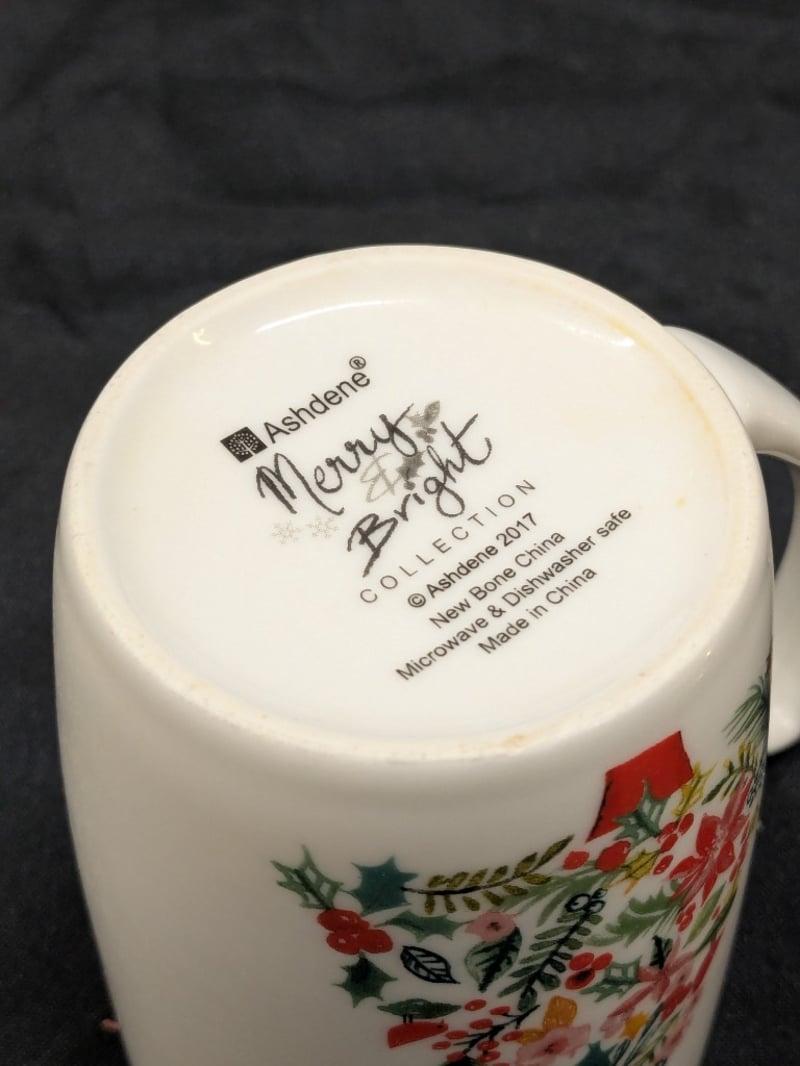 Ashdene®
Merry
&
Bright
COLLECTION
© Ashdene 2017
New Bone China
Microwave & Dishwasher safe
Made in China